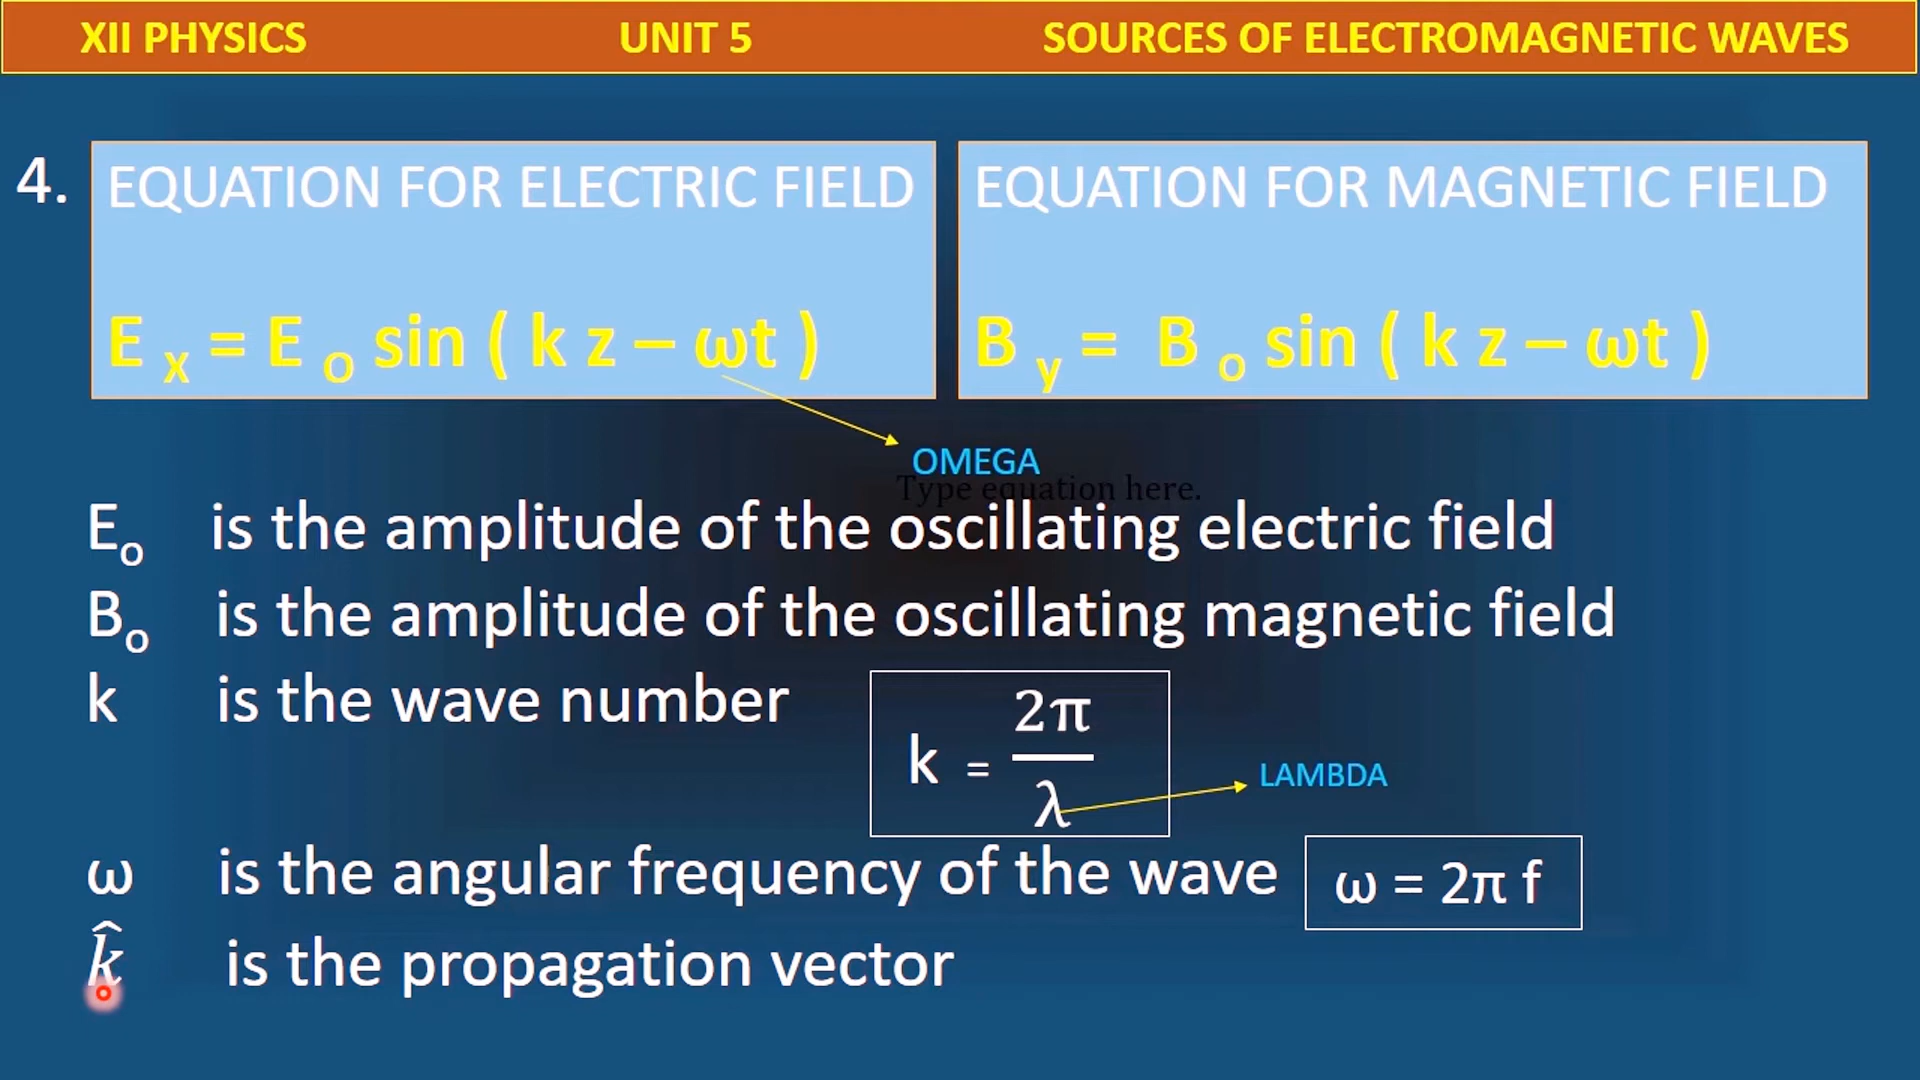 XII PHYSICS UNIT 5 SOURCES OF ELECTROMAGNETIC WAVES
4. EQUATION FOR ELECTRIC FIELD
E x = E o sin ( k z – ωt )
EQUATION FOR MAGNETIC FIELD
B y = B o sin ( k z – ωt )
OMEGA
Type equation here.
Eo is the amplitude of the oscillating electric field
Bo is the amplitude of the oscillating magnetic field
k is the wave number
k = 2π/λ
LAMBDA
ω is the angular frequency of the wave ω = 2π f
k̂ is the propagation vector